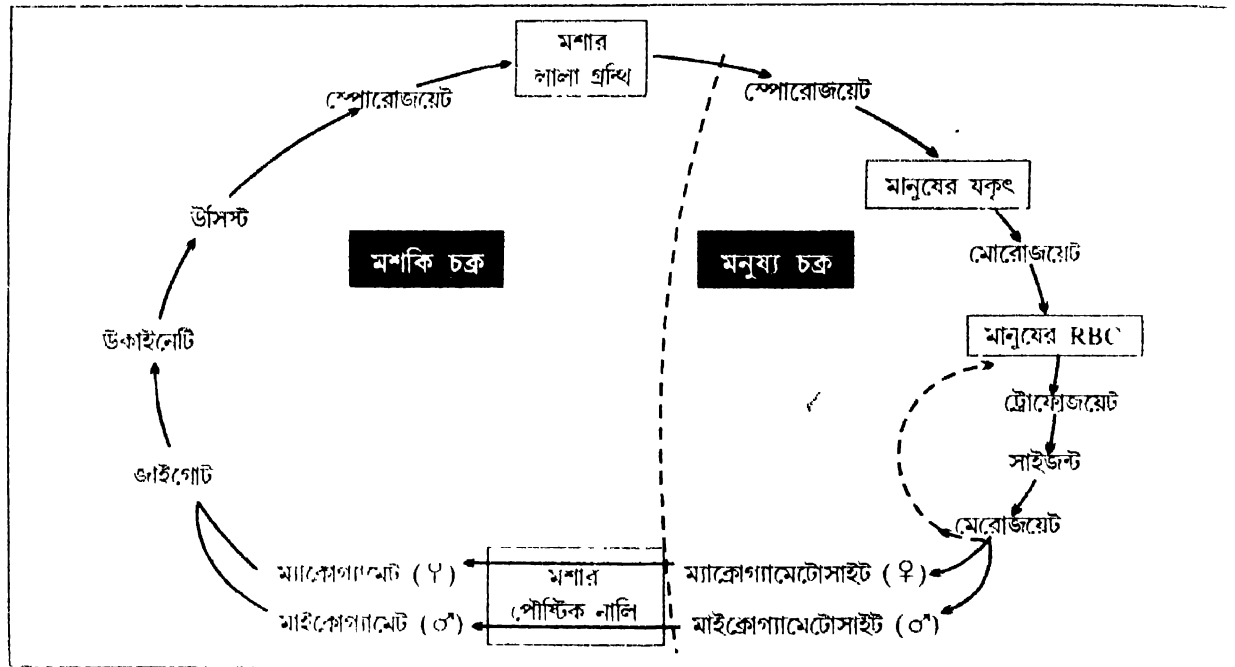 মশার
লালা গ্রন্থি
স্পোরোজয়েট
স্পোরোজয়েট
মানুষের যকৃৎ
উসিস্ট
মশকি চক্র
মনুষ্য চক্র
মোরোজয়েট
উকাইনেটি
মানুষের RBC
ট্রোফোজয়েট
জাইগোট
সাইজন্ট
মেরোজয়েট
ম্যাক্রোগ্যামেট (♀)
মশার
পৌষ্টিক নালি
ম্যাক্রোগ্যামেটোসাইট (♀)
মাইক্রোগ্যামেট (♂)
মাইক্রোগ্যামেটোসাইট (♂)